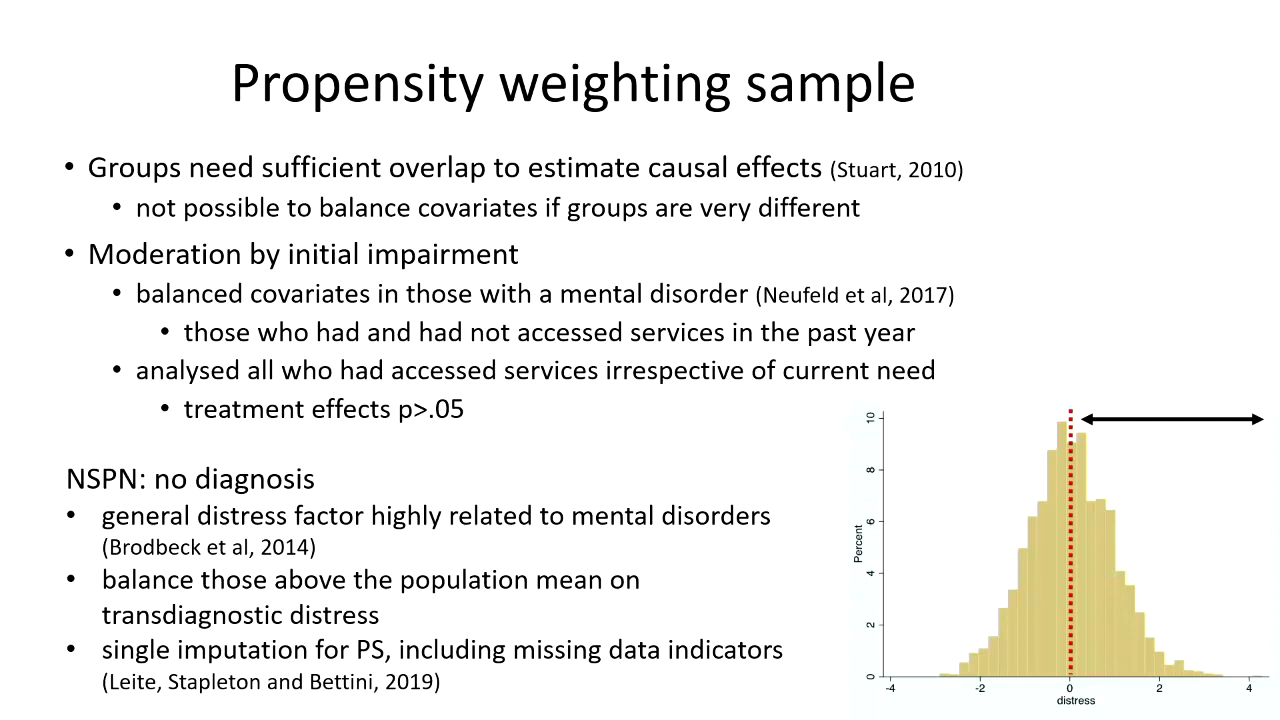 Propensity weighting sample
• Groups need sufficient overlap to estimate causal effects (Stuart, 2010)
• not possible to balance covariates if groups are very different
• Moderation by initial impairment
• balanced covariates in those with a mental disorder (Neufeld et al, 2017)
• those who had and had not accessed services in the past year
• analysed all who had accessed services irrespective of current need
• treatment effects p>.05
NSPN: no diagnosis
• general distress factor highly related to mental disorders
(Brodbeck et al, 2014)
• balance those above the population mean on
transdiagnostic distress
• single imputation for PS, including missing data indicators
(Leite, Stapleton and Bettini, 2019)
10
8
6
4
2
0
Percent
-4 -2 0 2 4
distress